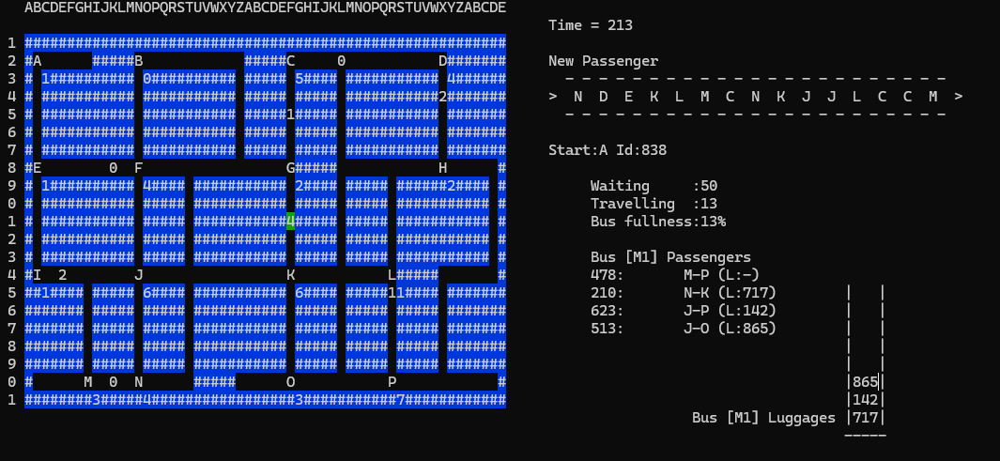 ABCDEFGHIJKLMNOPQRSTUVWXYZABCDEFGHIJKLMNOPQRSTUVWXYZABCDE
1 #########################################################
2 #A      #####B            #####C     0           D#######
3 # 1########## 0########## ##### 5#### ########### 4######
4 # ########### ########### ##### ##### ###########2#######
5 # ########### ########### #####1##### ########### #######
6 # ########### ########### ##### ##### ########### #######
7 # ########### ########### ##### ##### ########### #######
8 #E        0  F                 G#####            H      #
9 # 1########## 4#### ########### 2#### ##### ######2#### #
0 # ########### ##### ########### ##### ##### ########### #
1 # ########### ##### ###########4##### ##### ########### #
2 # ########### ##### ########### ##### ##### ########### #
3 # ########### ##### ########### ##### ##### ########### #
4 #I  2        J                 K           L#####       #
5 ##1#### ##### 6#### ########### 6#### #####11#### #######
6 ####### ##### ##### ########### ##### ##### ##### #######
7 ####### ##### ##### ########### ##### ##### ##### #######
8 ####### ##### ##### ########### ##### ##### ##### #######
9 ####### ##### ##### ########### ##### ##### ##### #######
0 #      M  0  N      #####      O           P            #
1 ########3#####4#################3###########7############
Time = 213
New Passenger
– – – – – – – – – – – – – – – – – – – – – – –
>  N  D  E  K  L  M  C  N  K  J  J  L  C  C  M  >
– – – – – – – – – – – – – – – – – – – – – – –
Start:A Id:838
Waiting     :50
Travelling  :13
Bus fullness:13%
Bus [M1] Passengers
478:       M-P (L:-)
210:       N-K (L:717)        |   |
623:       J-P (L:142)        |   |
513:       J-O (L:865)        |   |
|   |
|   |
|865|
|142|
Bus [M1] Luggages |717|
-----